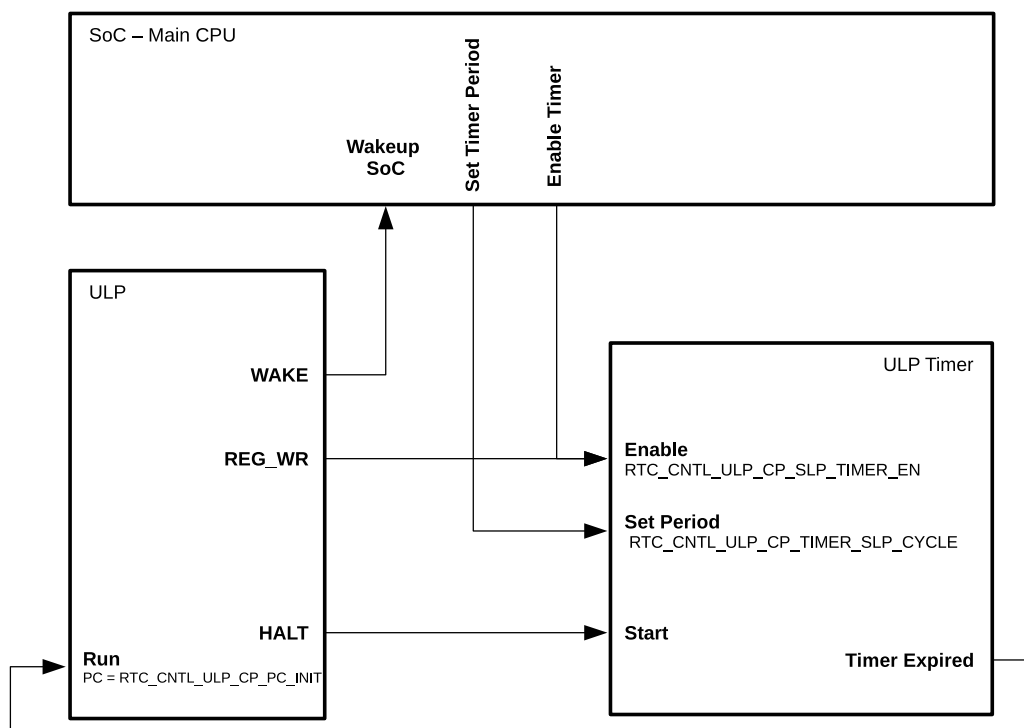 SoC – Main CPU
Set Timer Period
Enable Timer
Wakeup
SoC
ULP
WAKE
REG_WR
HALT
Run
PC = RTC_CNTL_ULP_CP_PC_INIT
ULP Timer
Enable
RTC_CNTL_ULP_CP_SLP_TIMER_EN
Set Period
RTC_CNTL_ULP_CP_TIMER_SLP_CYCLE
Start
Timer Expired